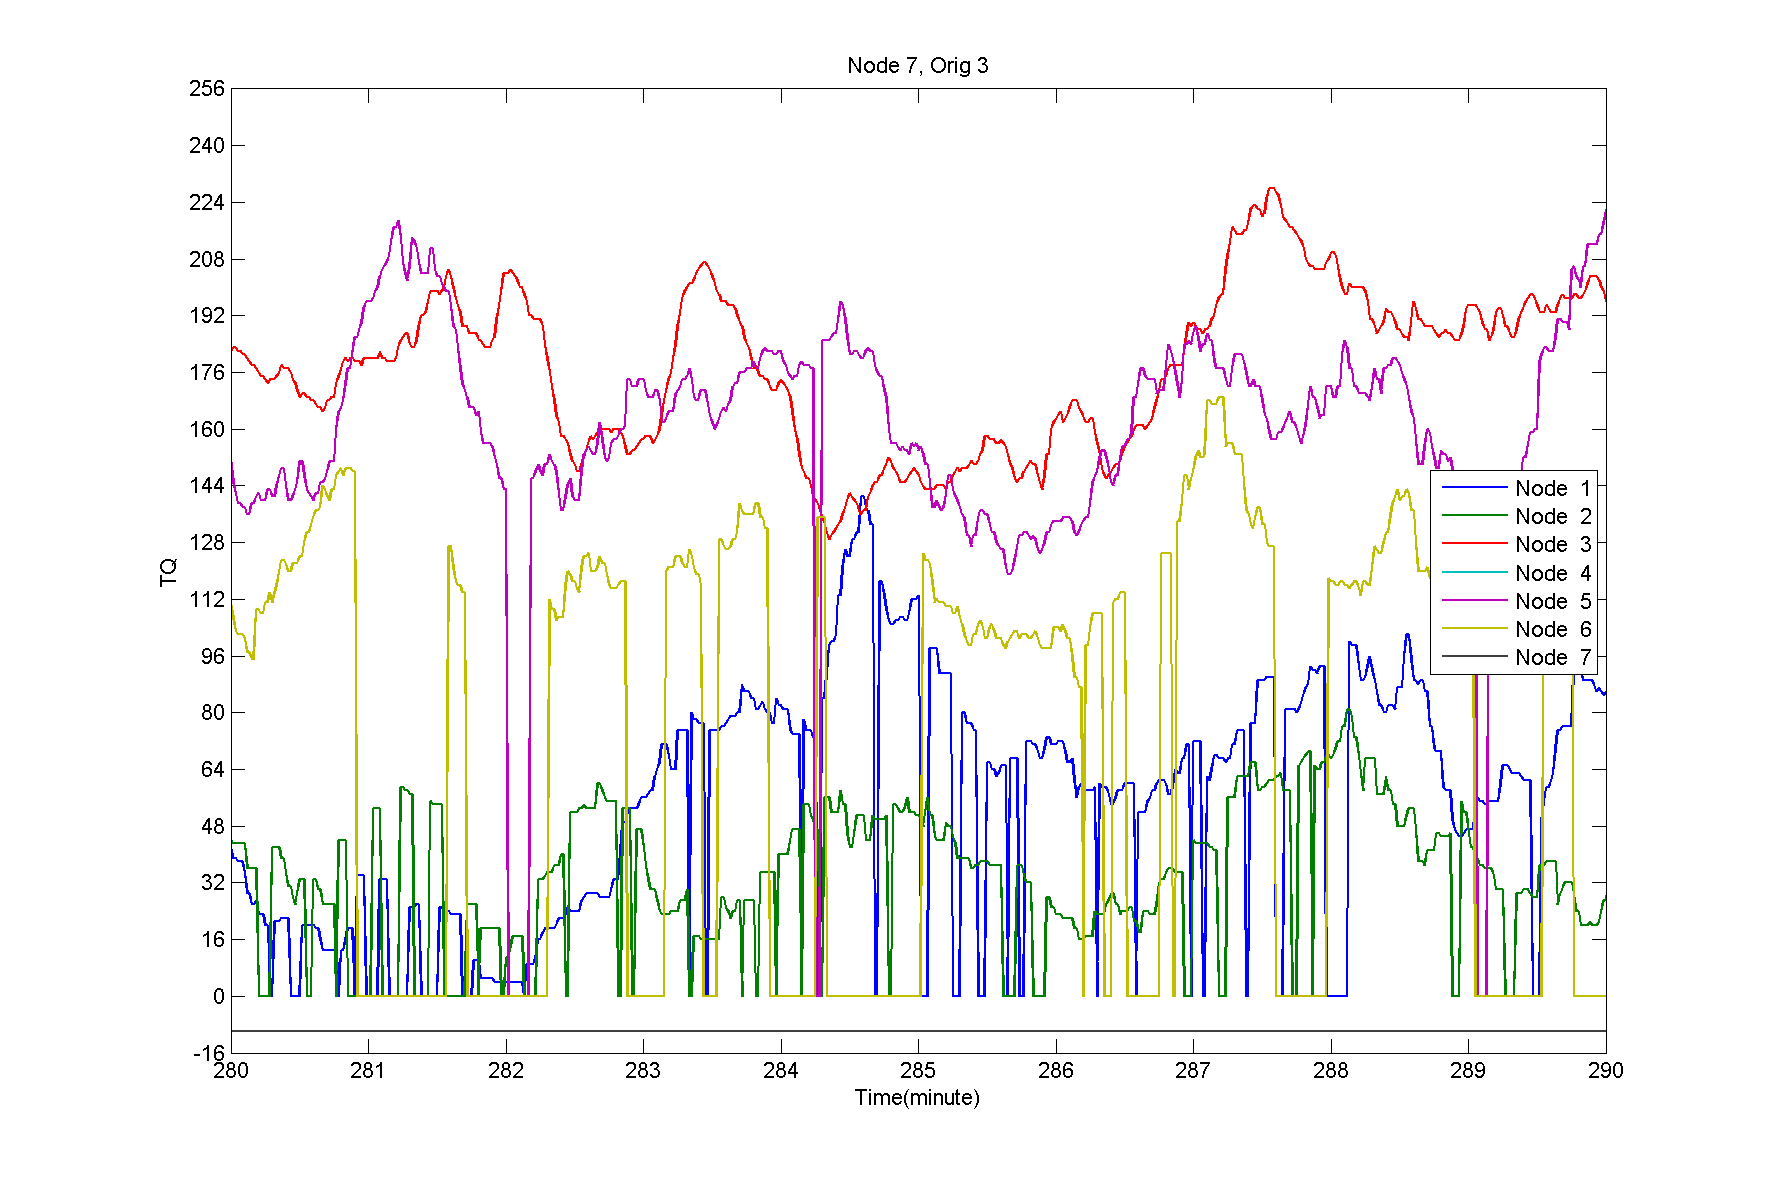 Node 7, Orig 3
256
240
224
208
192
176
160
144
128
112
96
80
64
48
32
16
0
-16
TQ
Node 1
Node 2
Node 3
Node 4
Node 5
Node 6
Node 7
280 281 282 283 284 285 286 287 288 289 290
Time(minute)